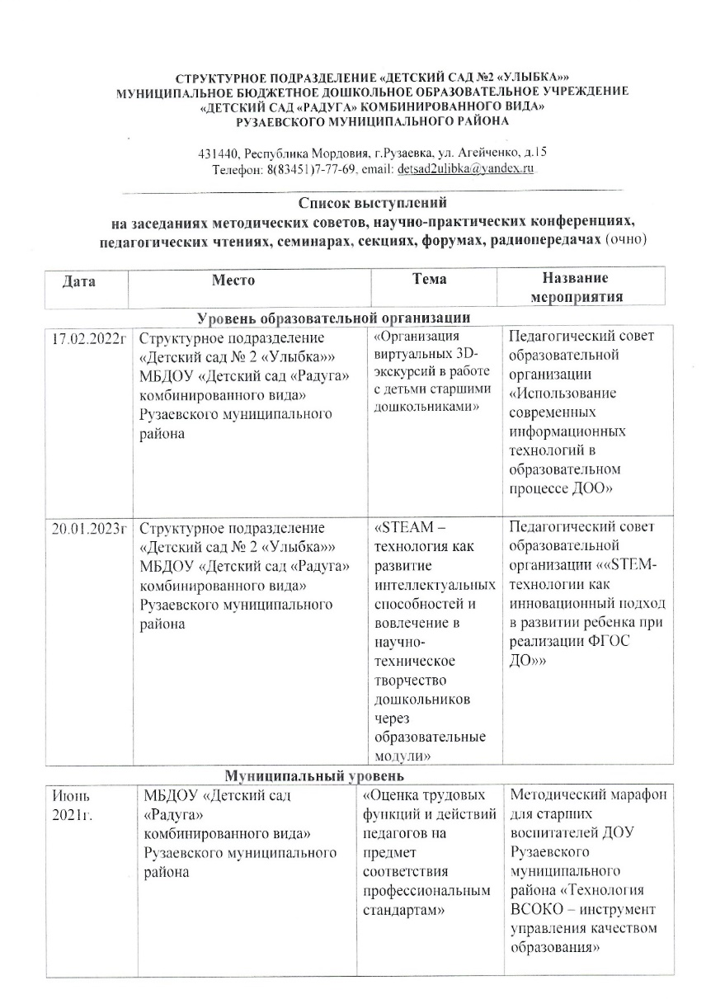 СТРУКТУРНОЕ ПОДРАЗДЕЛЕНИЕ «ДЕТСКИЙ САД №2 «УЛЫБКА»»
МУНИЦИПАЛЬНОЕ БЮДЖЕТНОЕ ДОШКОЛЬНОЕ ОБРАЗОВАТЕЛЬНОЕ УЧРЕЖДЕНИЕ
«ДЕТСКИЙ САД «РАДУГА» КОМБИНИРОВАННОГО ВИДА»
РУЗАЕВСКОГО МУНИЦИПАЛЬНОГО РАЙОНА
431440, Республика Мордовия, г.Рузаевка, ул. Агейченко, д.15
Телефон: 8(83451)7-77-69, email: detsad2ulibka@yandex.ru
Список выступлений
на заседаниях методических советов, научно-практических конференциях,
педагогических чтениях, семинарах, секциях, форумах, радиопередачах (очно)
Дата
Место
Тема
Название
мероприятия
Уровень образовательной организации
17.02.2022г
Структурное подразделение
«Детский сад № 2 «Улыбка»»
МБДОУ «Детский сад «Радуга»
комбинированного вида»
Рузаевского муниципального
района
«Организация
виртуальных 3D-
экскурсий в работе
с детьми старшими
дошкольниками»
Педагогический совет
образовательной
организации
«Использование
современных
информационных
технологий в
образовательном
процессе ДОО»
20.01.2023г
Структурное подразделение
«Детский сад № 2 «Улыбка»»
МБДОУ «Детский сад «Радуга»
комбинированного вида»
Рузаевского муниципального
района
«STEAM –
технология как
развитие
интеллектуальных
способностей и
вовлечение в
научно-
техническое
творчество
дошкольников
через
образовательные
модули»
Педагогический совет
образовательной
организации ««STEM-
технологии как
инновационный подход
в развитии ребенка при
реализации ФГОС
ДО»»
Муниципальный уровень
Июнь
2021г.
МБДОУ «Детский сад
«Радуга»
комбинированного вида»
Рузаевского муниципального
района
«Оценка трудовых
функций и действий
педагогов на
предмет
соответствия
профессиональным
стандартам»
Методический марафон
для старших
воспитателей ДОУ
Рузаевского
муниципального
района «Технология
ВСОКО – инструмент
управления качеством
образования»